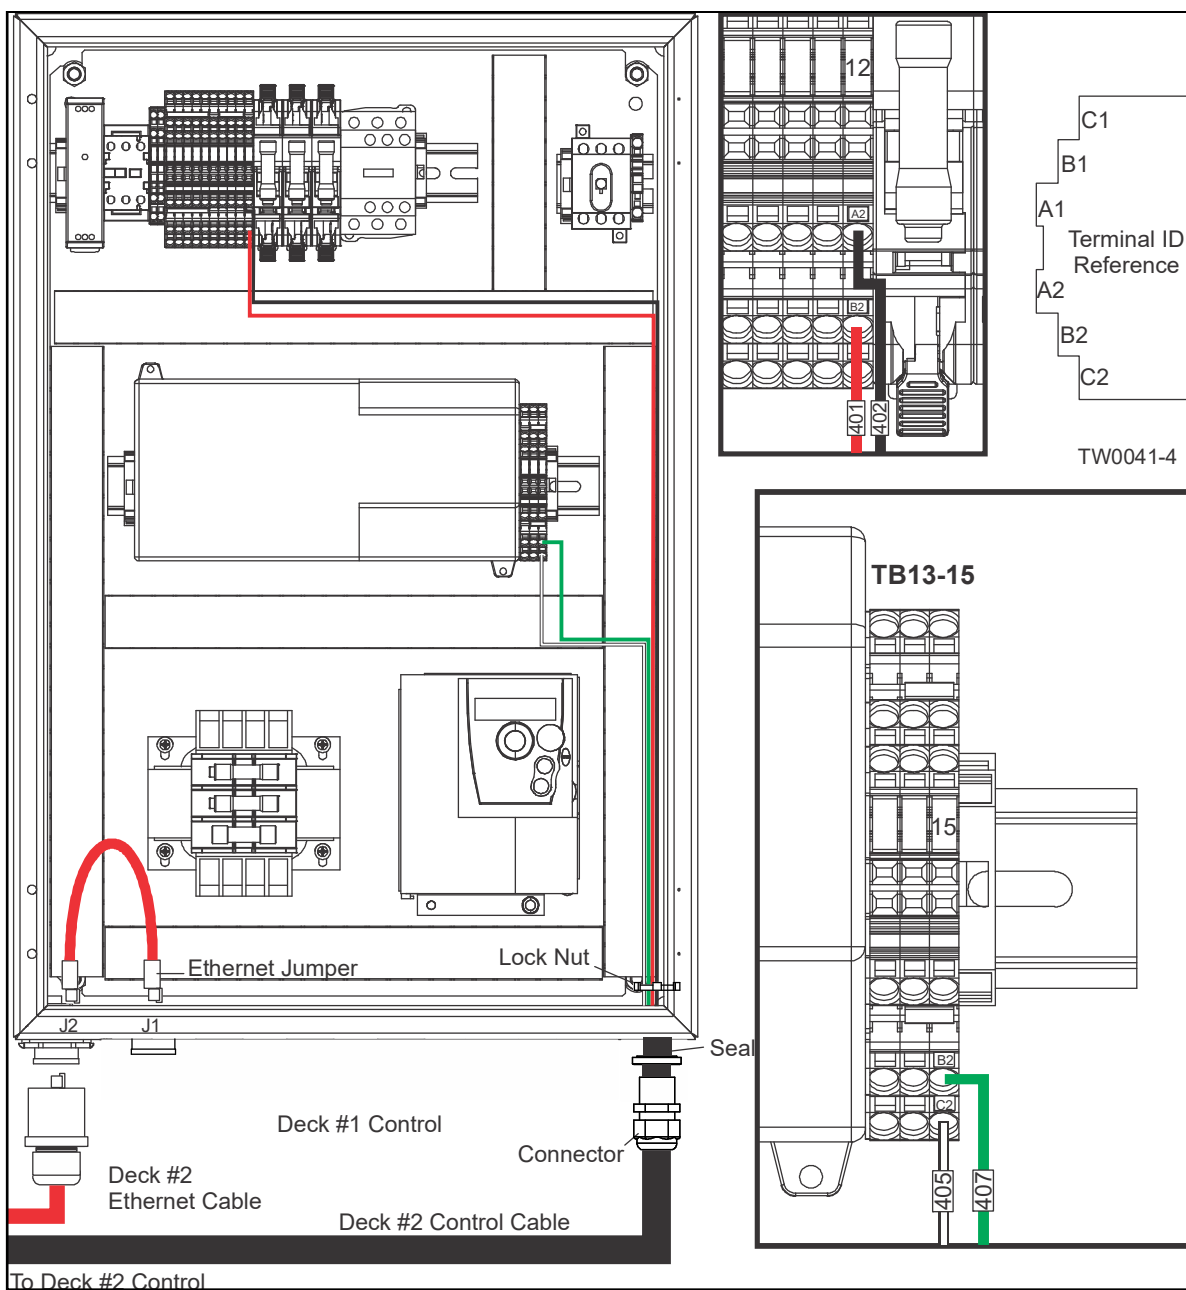 12
A2
B2
401
402
C1
B1
A1
Terminal ID
Reference
A2
B2
C2
TW0041-4
TB13-15
15
B2
C2
405
407
Ethernet Jumper
Lock Nut
J2
J1
Seal
Deck #1 Control
Connector
Deck #2
Ethernet Cable
Deck #2 Control Cable
To Deck #2 Control